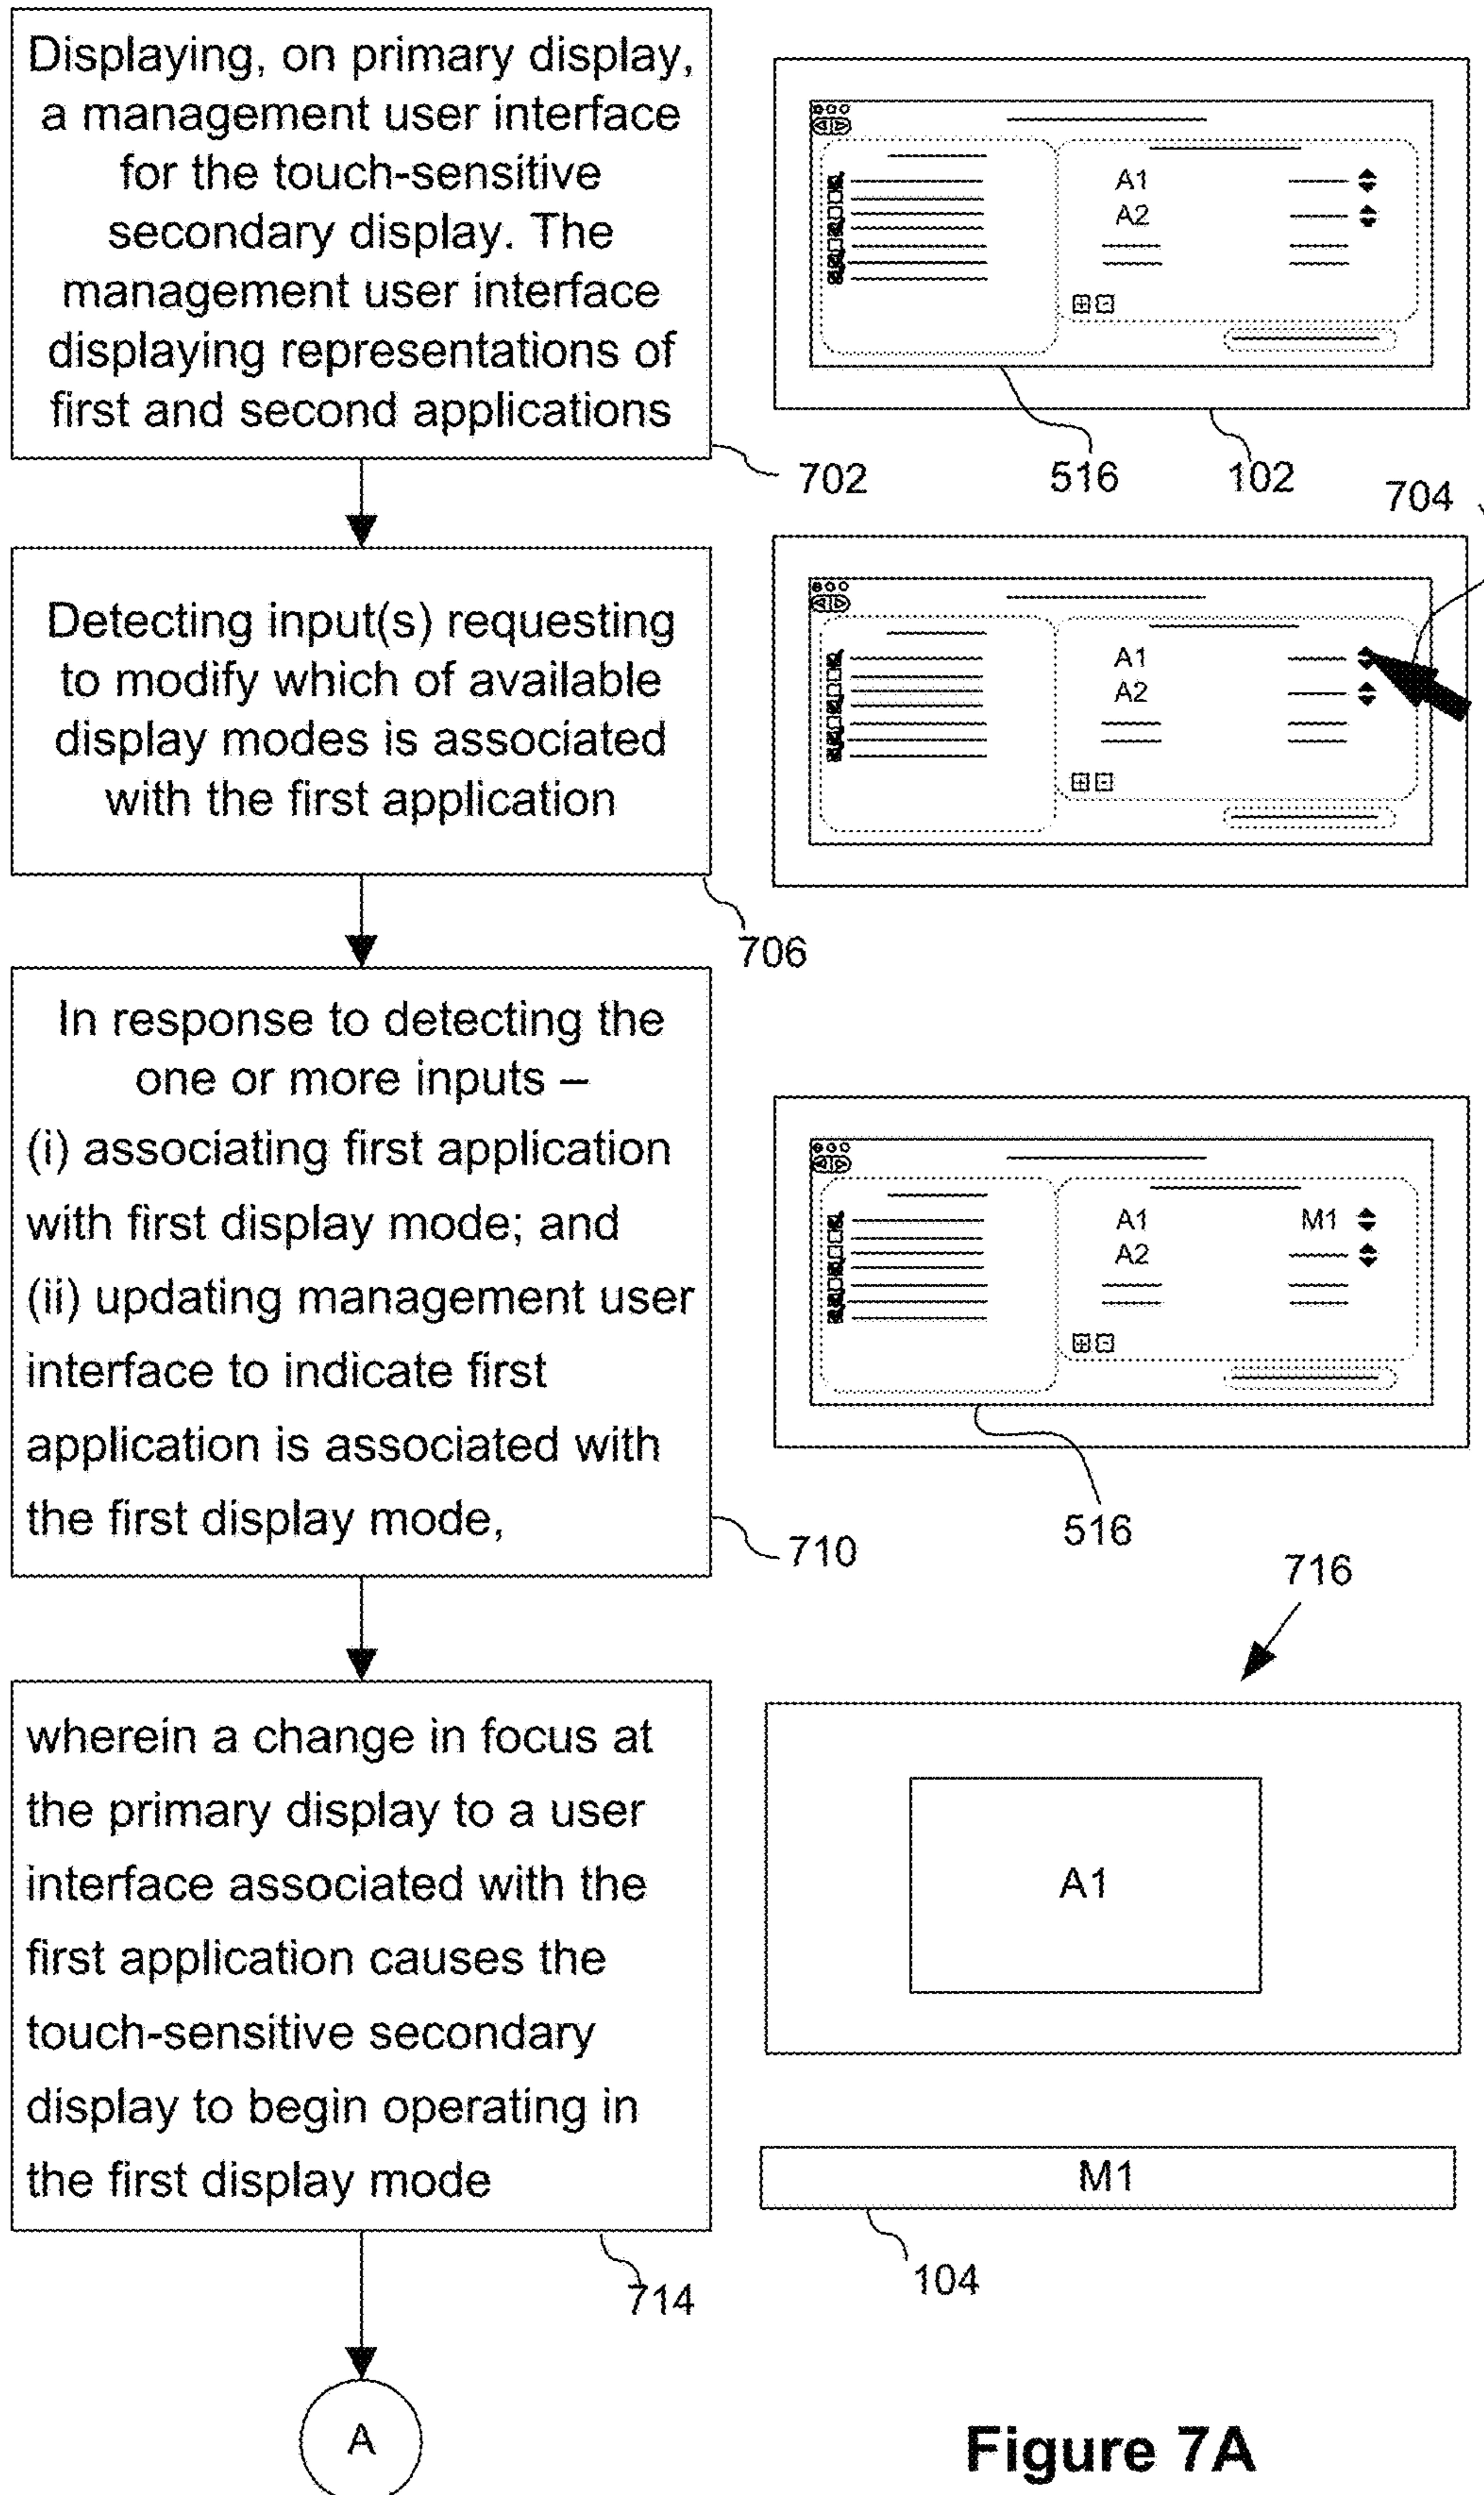 Displaying, on primary display,
a management user interface
for the touch-sensitive
secondary display. The
management user interface
displaying representations of
first and second applications
702
A1
A2
516
102
704
Detecting input(s) requesting
to modify which of available
display modes is associated
with the first application
706
A1
A2
In response to detecting the
one or more inputs –
(i) associating first application
with first display mode; and
(ii) updating management user
interface to indicate first
application is associated with
the first display mode,
710
A1 M1
A2
516
716
wherein a change in focus at
the primary display to a user
interface associated with the
first application causes the
touch-sensitive secondary
display to begin operating in
the first display mode
714
A1
M1
104
A
Figure 7A